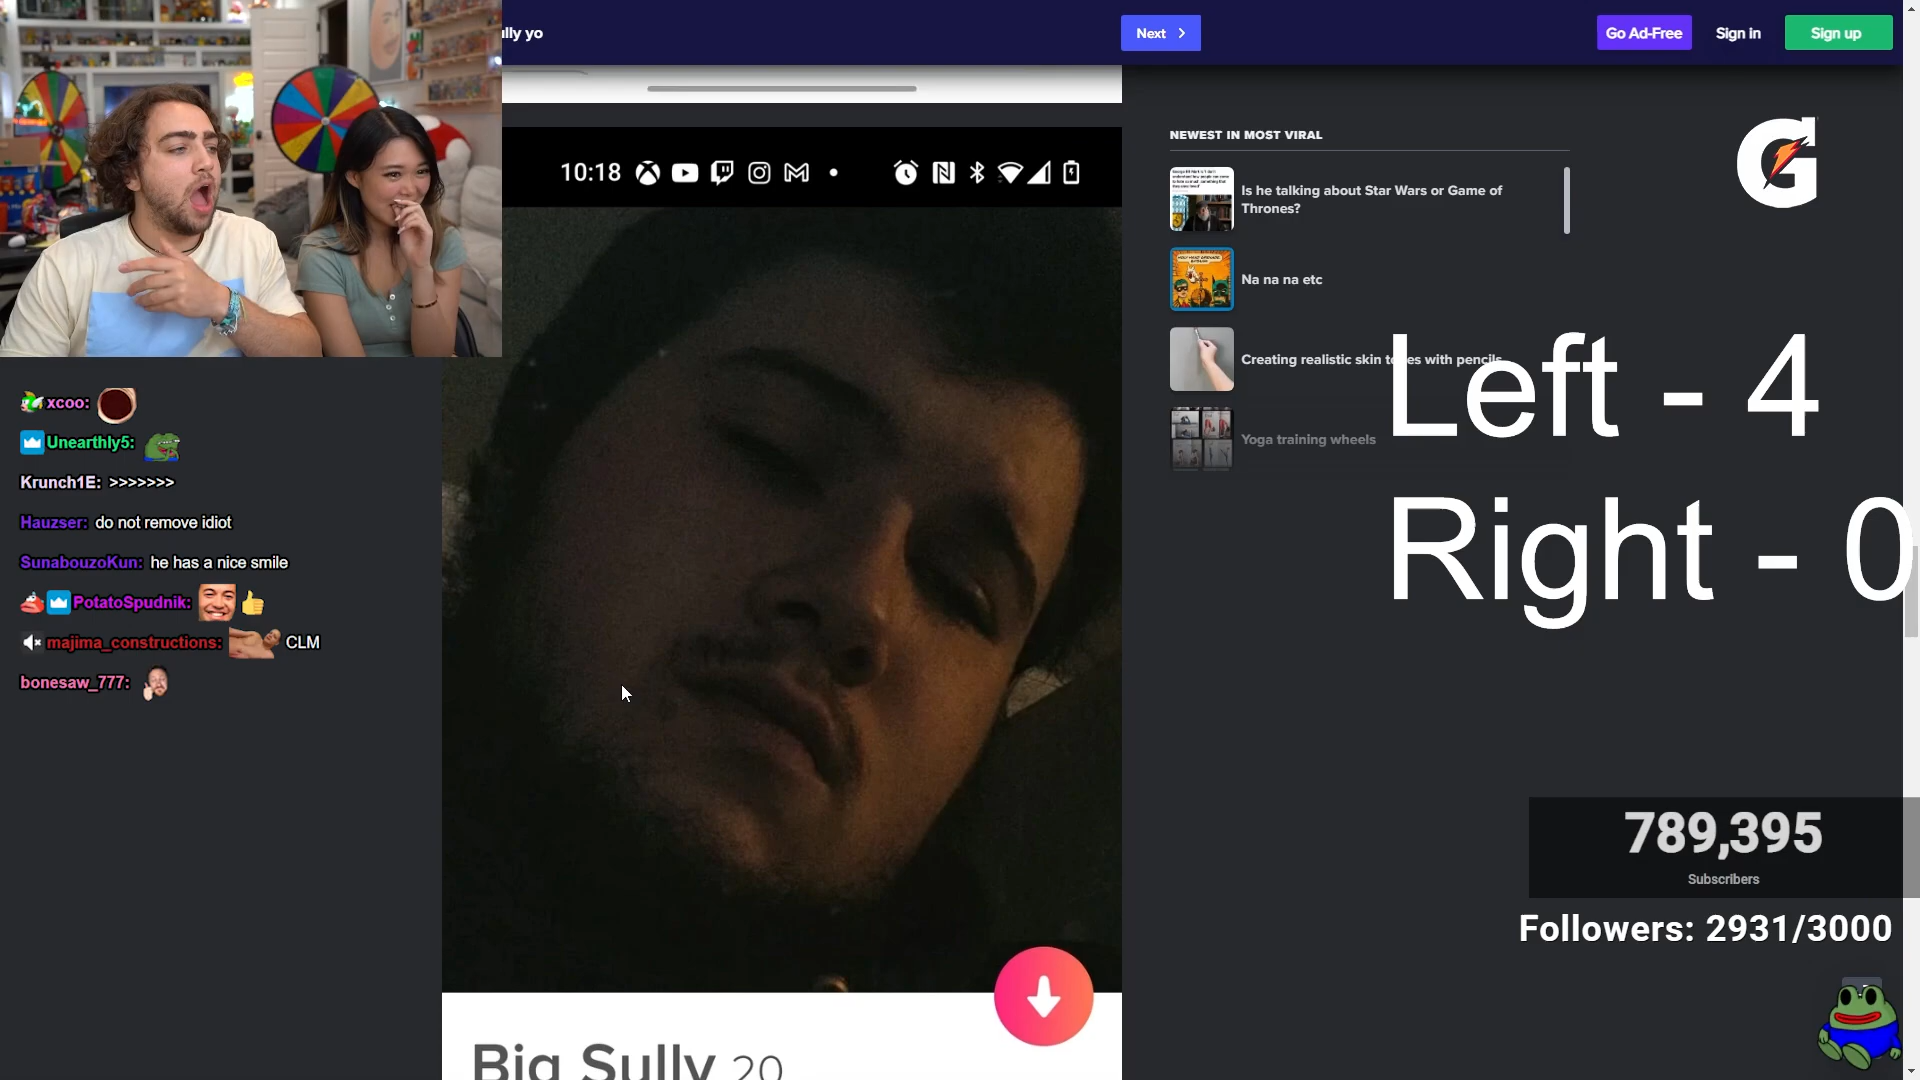 lly yo
Next
Go Ad-Free
Sign in
Sign up
10:18
NEWEST IN MOST VIRAL
Is he talking about Star Wars or Game of
Thrones?
Na na na etc
Creating realistic skin with pencils
Yoga training wheels
G
Left - 4
Right - 0
xcoo:
Unearthly5:
Krunch1E: >>>>>>>
Hauzser: do not remove idiot
SunabouzoKun: he has a nice smile
PotatoSpudnik:
majima_constructions: CLM
bonesaw_777:
789,395
Subscribers
Followers: 2931/3000
Big Sully 20